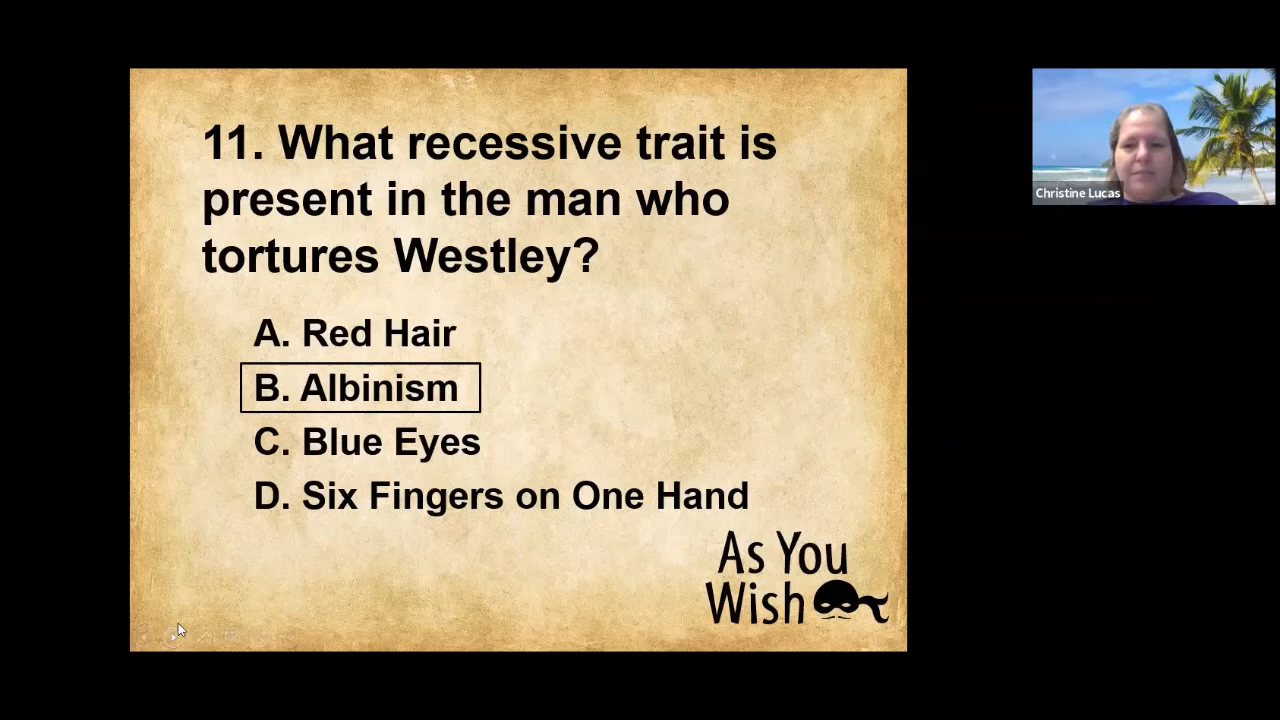 11. What recessive trait is
present in the man who
tortures Westley?
A. Red Hair
B. Albinism
C. Blue Eyes
D. Six Fingers on One Hand
As You
Wish
Christine Lucas